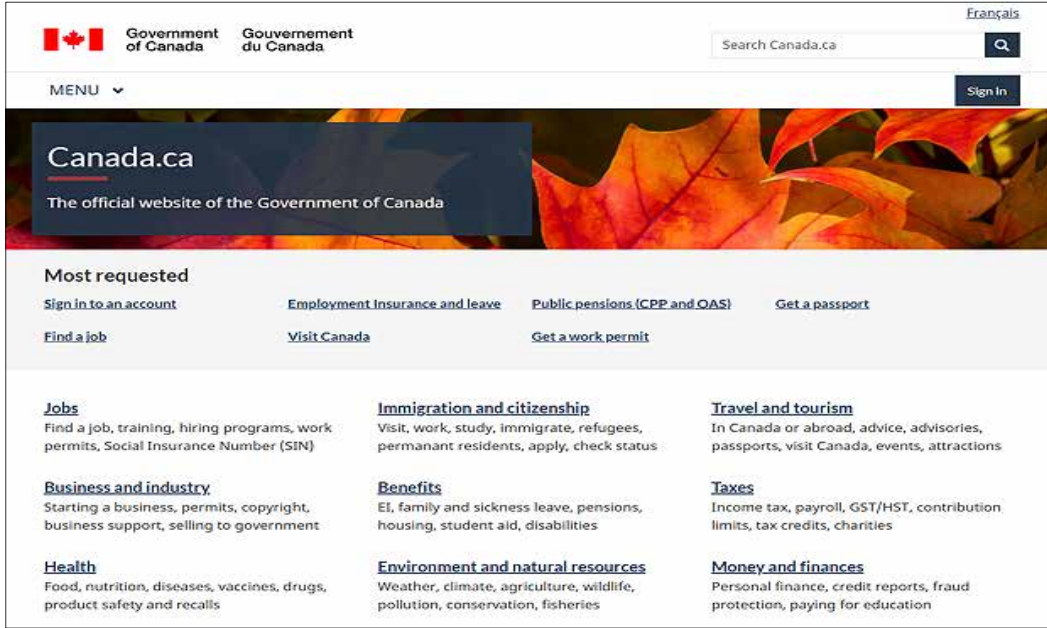 Français
Government of Canada
Gouvernement du Canada
Search Canada.ca
MENU
Sign in
Canada.ca
The official website of the Government of Canada
Most requested
Sign in to an account
Employment Insurance and leave
Public pensions (CPP and OAS)
Get a passport
Find a job
Visit Canada
Get a work permit
Jobs
Find a job, training, hiring programs, work
permits, Social Insurance Number (SIN)
Immigration and citizenship
Visit, work, study, immigrate, refugees,
permanant residents, apply, check status
Travel and tourism
In Canada or abroad, advice, advisories,
passports, visit Canada, events, attractions
Business and industry
Starting a business, permits, copyright,
business support, selling to government
Benefits
EI, family and sickness leave, pensions,
housing, student aid, disabilities
Taxes
Income tax, payroll, GST/HST, contribution
limits, tax credits, charities
Health
Food, nutrition, diseases, vaccines, drugs,
product safety and recalls
Environment and natural resources
Weather, climate, agriculture, wildlife,
pollution, conservation, fisheries
Money and finances
Personal finance, credit reports, fraud
protection, paying for education